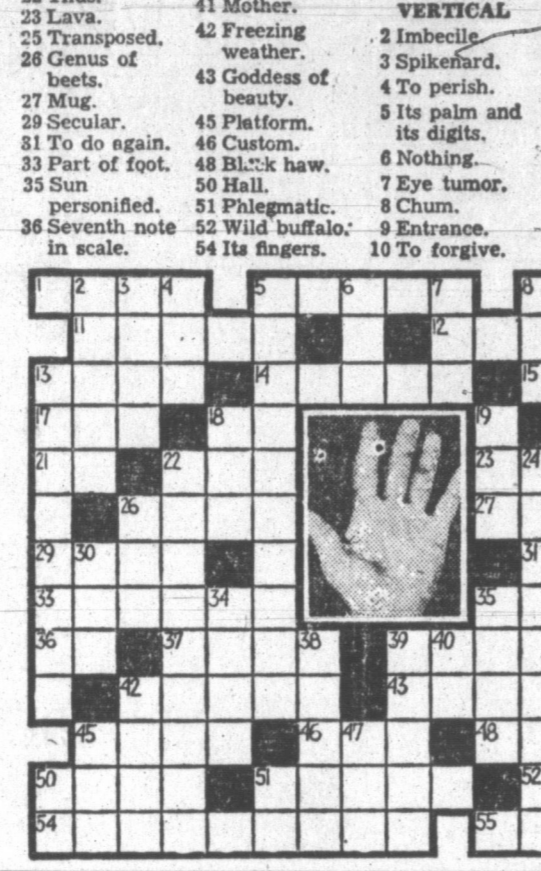 23 Lava.
25 Transposed.
26 Genus of
beets.
27 Mug.
29 Secular.
31 To do again.
33 Part of foot.
35 Sun
personified.
36 Seventh note
in scale.
41 Mother.
42 Freezing
weather.
43 Goddess of
beauty.
45 Platform.
46 Custom.
48 Black haw.
50 Hall.
51 Phlegmatic.
52 Wild buffalo.
54 Its fingers.
VERTICAL
2 Imbecile.
3 Spikenard.
4 To perish.
5 Its palm and
its digits.
6 Nothing.
7 Eye tumor.
8 Chum.
9 Entrance.
10 To forgive.
1 2 3 4 5 6 7 8
11 12
13 14 15
17 18 19
21 22 23 24
26 27
29 30 31
33 34 35
36 37 38 39 40
42 43
45 46 47 48
50 51 52
54 55